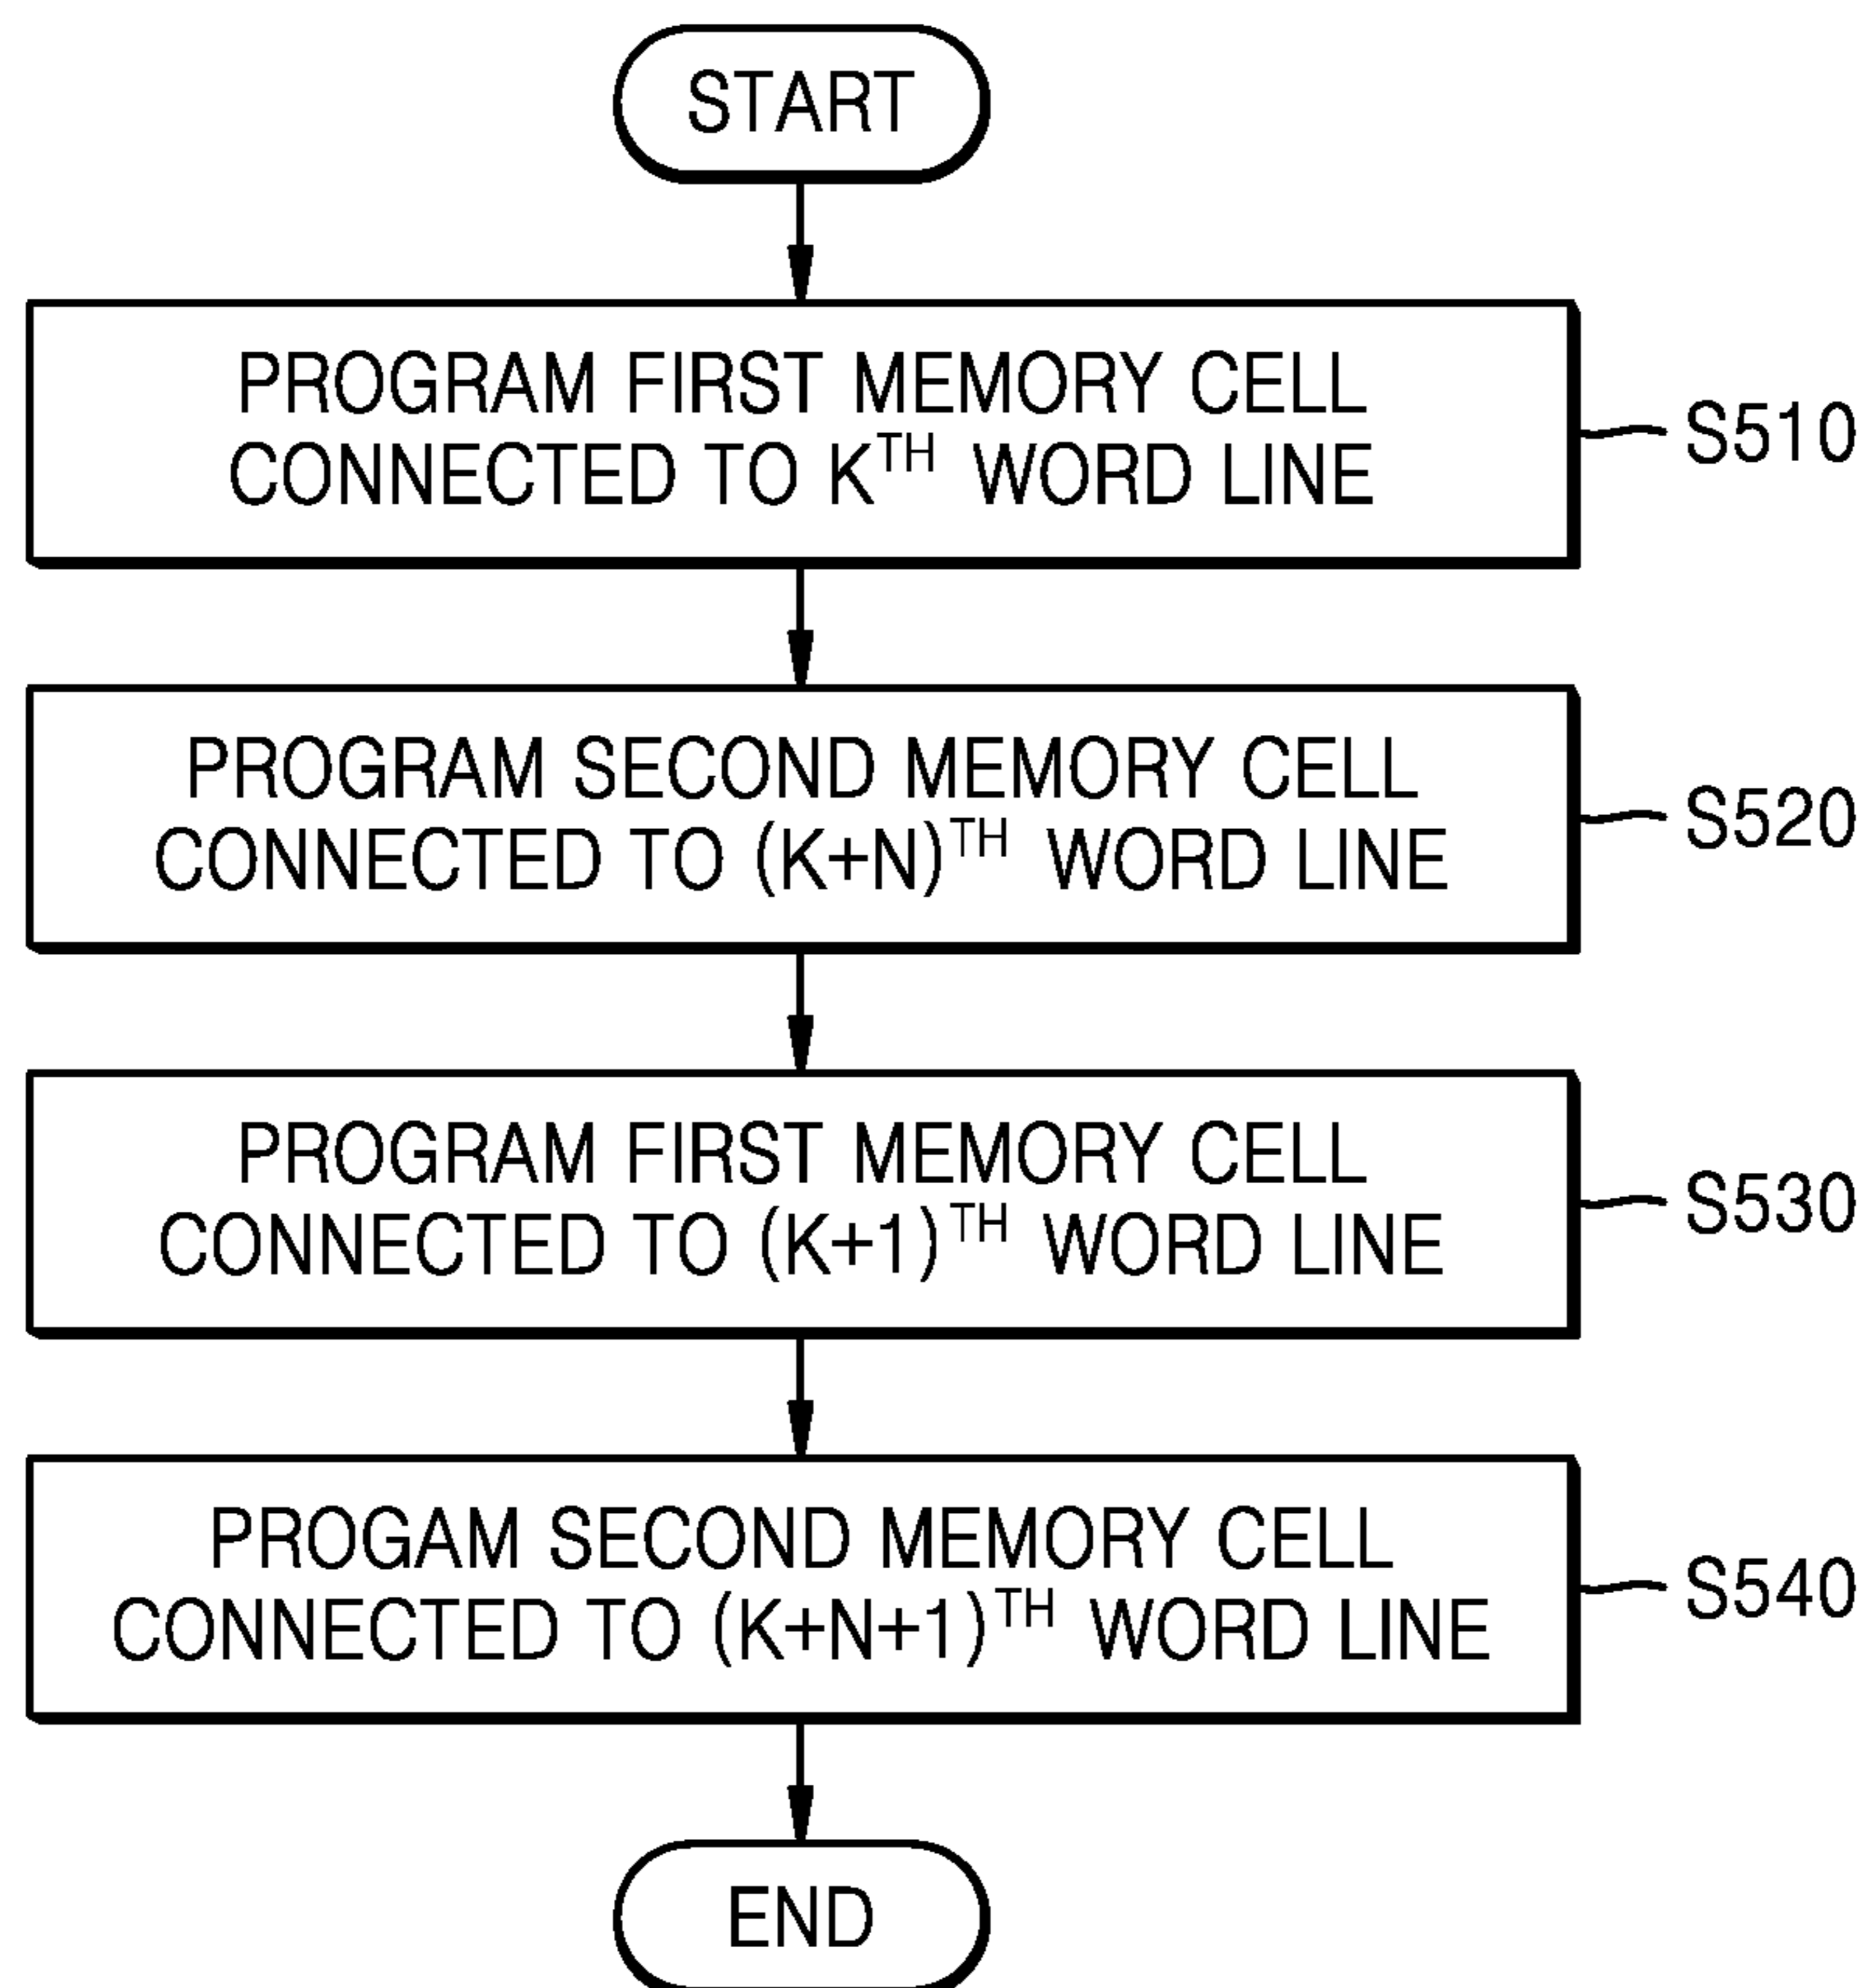 START
PROGRAM FIRST MEMORY CELL
CONNECTED TO K^TH WORD LINE
S510
PROGRAM SECOND MEMORY CELL
CONNECTED TO (K+N)^TH WORD LINE
S520
PROGRAM FIRST MEMORY CELL
CONNECTED TO (K+1)^TH WORD LINE
S530
PROGAM SECOND MEMORY CELL
CONNECTED TO (K+N+1)^TH WORD LINE
S540
END